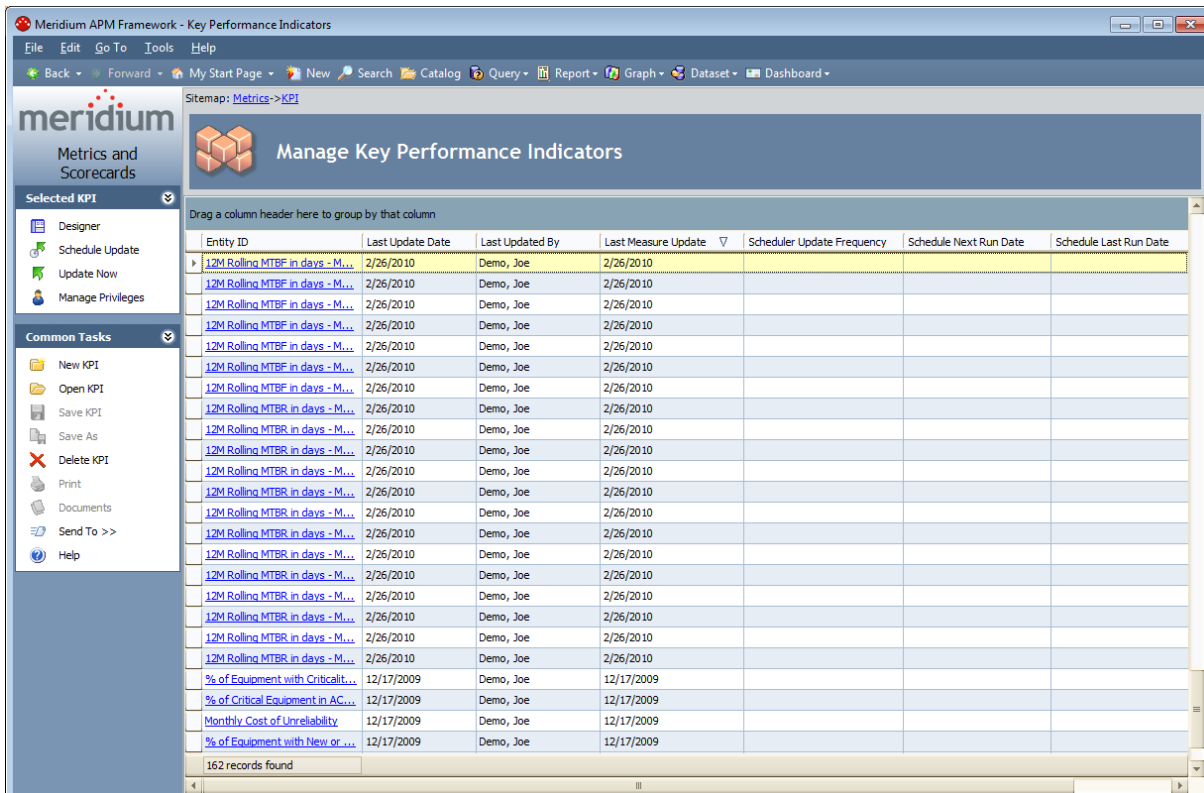 Meridium APM Framework - Key Performance Indicators
File Edit Go To Tools Help
Back Forward My Start Page New Search Catalog Query Report Graph Dataset Dashboard
meridium
Metrics and
Scorecards
Selected KPI
Designer
Schedule Update
Update Now
Manage Privileges
Common Tasks
New KPI
Open KPI
Save KPI
Save As
Delete KPI
Print
Documents
Send To >>
Help
Sitemap: Metrics->KPI
Manage Key Performance Indicators
Drag a column header here to group by that column
Entity ID Last Update Date Last Updated By Last Measure Update Scheduler Update Frequency Schedule Next Run Date Schedule Last Run Date
12M Rolling MTBF in days - M... 2/26/2010 Demo, Joe 2/26/2010
12M Rolling MTBF in days - M... 2/26/2010 Demo, Joe 2/26/2010
12M Rolling MTBF in days - M... 2/26/2010 Demo, Joe 2/26/2010
12M Rolling MTBF in days - M... 2/26/2010 Demo, Joe 2/26/2010
12M Rolling MTBF in days - M... 2/26/2010 Demo, Joe 2/26/2010
12M Rolling MTBF in days - M... 2/26/2010 Demo, Joe 2/26/2010
12M Rolling MTBF in days - M... 2/26/2010 Demo, Joe 2/26/2010
12M Rolling MTBR in days - M... 2/26/2010 Demo, Joe 2/26/2010
12M Rolling MTBR in days - M... 2/26/2010 Demo, Joe 2/26/2010
12M Rolling MTBR in days - M... 2/26/2010 Demo, Joe 2/26/2010
12M Rolling MTBR in days - M... 2/26/2010 Demo, Joe 2/26/2010
12M Rolling MTBR in days - M... 2/26/2010 Demo, Joe 2/26/2010
12M Rolling MTBR in days - M... 2/26/2010 Demo, Joe 2/26/2010
12M Rolling MTBR in days - M... 2/26/2010 Demo, Joe 2/26/2010
12M Rolling MTBR in days - M... 2/26/2010 Demo, Joe 2/26/2010
12M Rolling MTBR in days - M... 2/26/2010 Demo, Joe 2/26/2010
12M Rolling MTBR in days - M... 2/26/2010 Demo, Joe 2/26/2010
12M Rolling MTBR in days - M... 2/26/2010 Demo, Joe 2/26/2010
12M Rolling MTBR in days - M... 2/26/2010 Demo, Joe 2/26/2010
12M Rolling MTBR in days - M... 2/26/2010 Demo, Joe 2/26/2010
% of Equipment with Criticalit... 12/17/2009 Demo, Joe 12/17/2009
% of Critical Equipment in AC... 12/17/2009 Demo, Joe 12/17/2009
Monthly Cost of Unreliability 12/17/2009 Demo, Joe 12/17/2009
% of Equipment with New or ... 12/17/2009 Demo, Joe 12/17/2009
162 records found